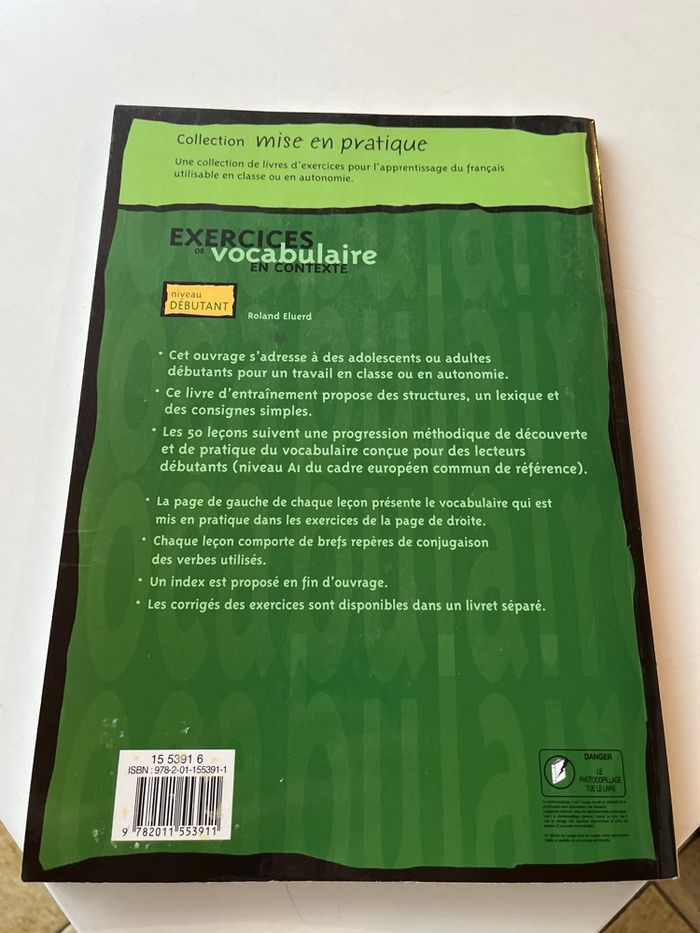 Collection mise en pratique
Une collection de livres d'exercices pour l'apprentissage du français
utilisable en classe ou en autonomie.
EXERCICES
DE vocabulaire
EN CONTEXTE
niveau
DÉBUTANT
Roland Eluerd
• Cet ouvrage s'adresse à des adolescents ou adultes
débutants pour un travail en classe ou en autonomie.
• Ce livre d'entraînement propose des structures, un lexique et
des consignes simples.
• Les 50 leçons suivent une progression méthodique de découverte
et de pratique du vocabulaire conçue pour des lecteurs
débutants (niveau A1 du cadre européen commun de référence).
• La page de gauche de chaque leçon présente le vocabulaire qui est
mis en pratique dans les exercices de la page de droite.
• Chaque leçon comporte de brefs repères de conjugaison
des verbes utilisés.
• Un index est proposé en fin d'ouvrage.
• Les corrigés des exercices sont disponibles dans un livret séparé.
15 5391 6
ISBN : 978-2-01-155391-1
9 782011 553911
DANGER
LE
PHOTOCOPILLAGE
TUE LE LIVRE